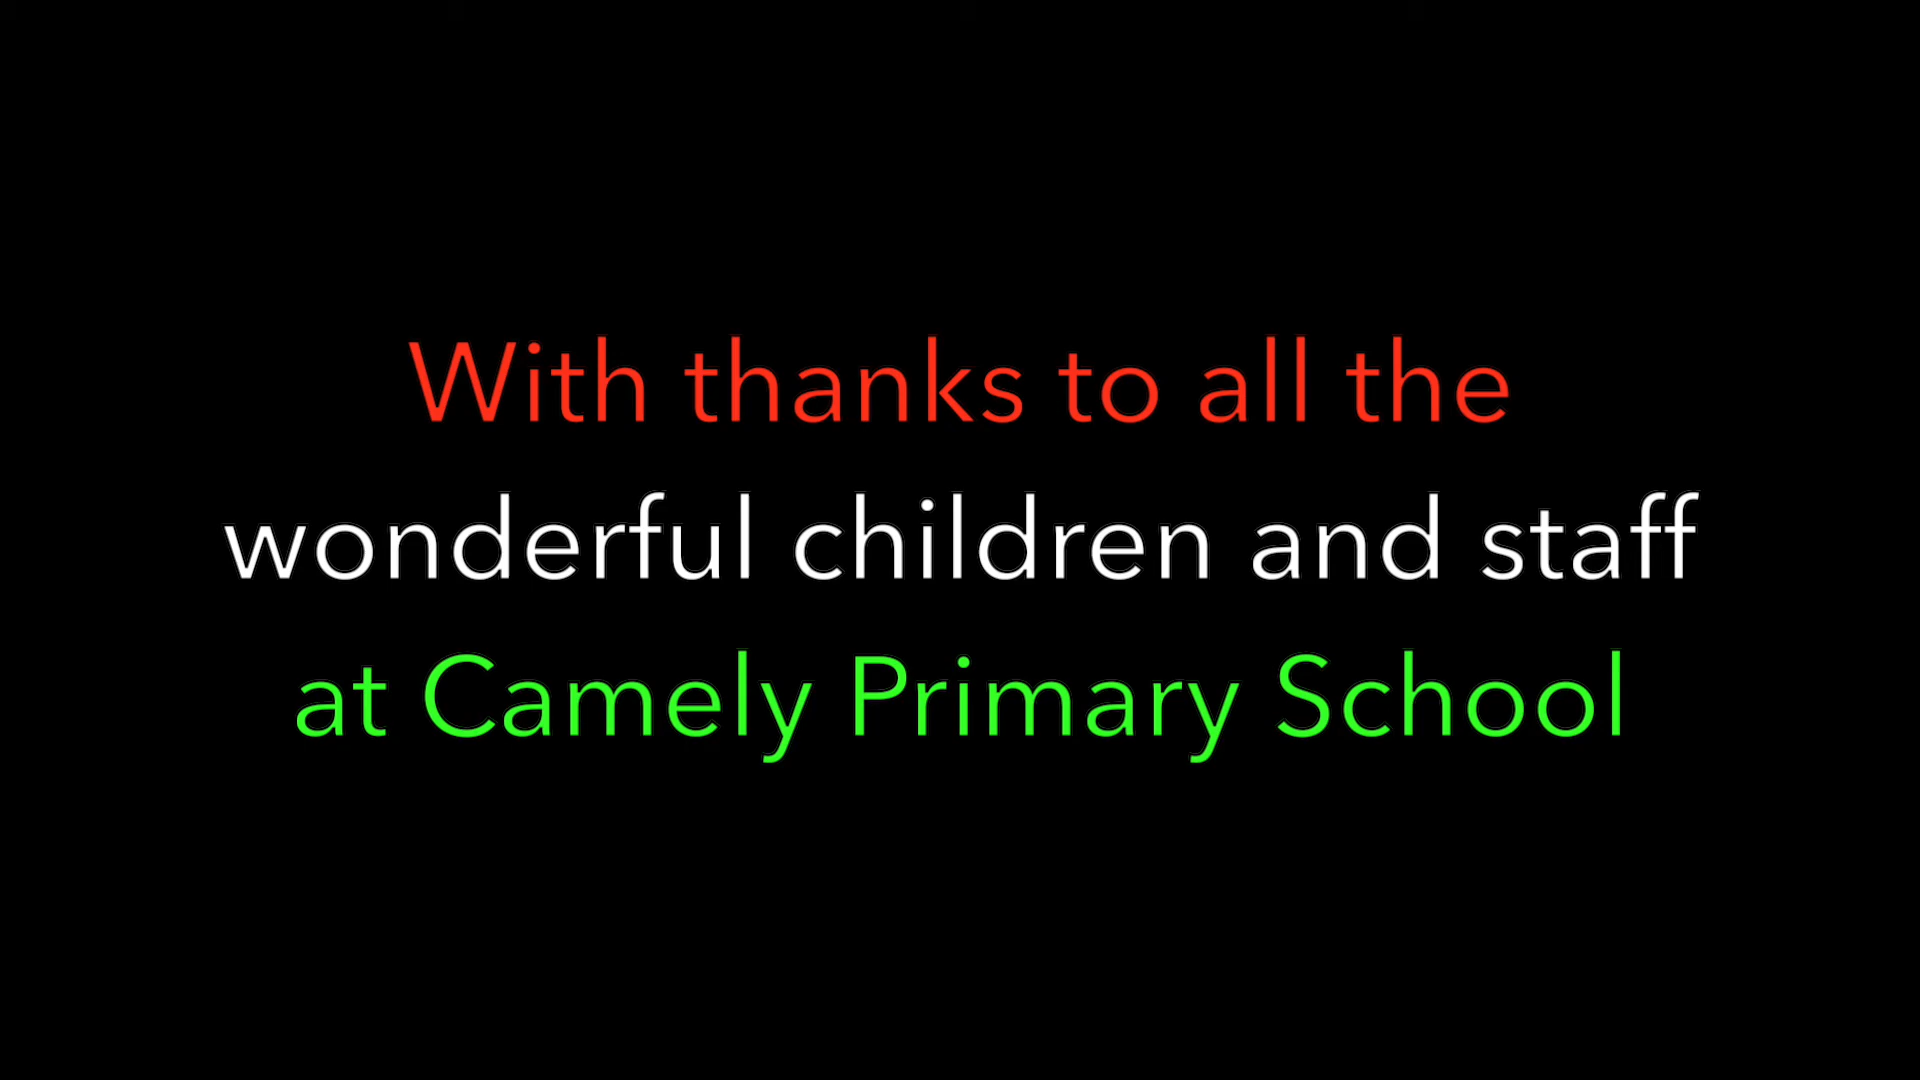 With thanks to all the
wonderful children and staff
at Camely Primary School